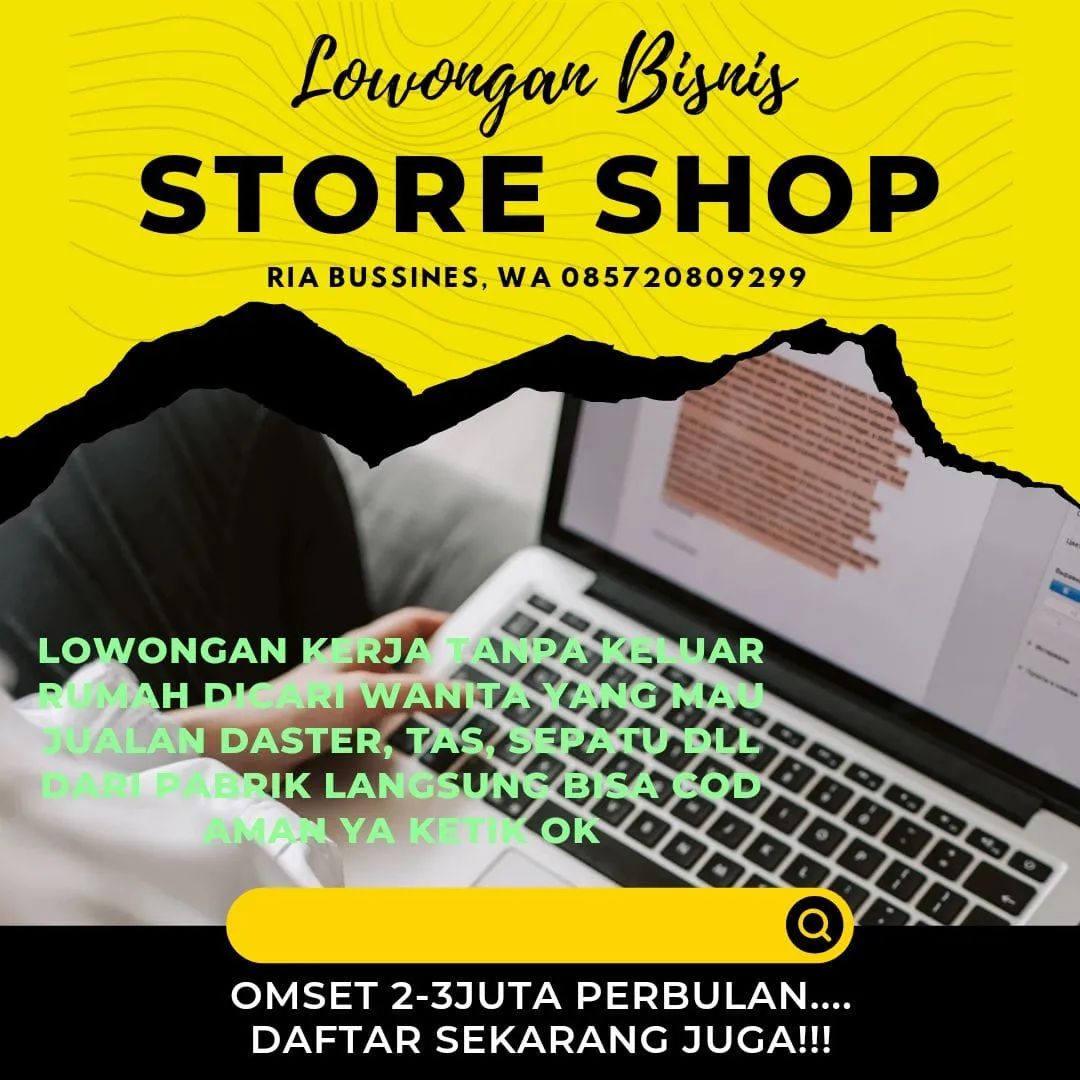 Lowongan Bisnis
STORE SHOP
RIA BUSSINES, WA 085720809299
LOWONGAN KERJA TANPA KELUAR
RUMAH DICARI WANITA YANG MAU
JUALAN DASTER, TAS, SEPATU DLL
DARI PABRIK LANGSUNG BISA COD
AMAN YA KETIK OK
OMSET 2-3JUTA PERBULAN....
DAFTAR SEKARANG JUGA!!!